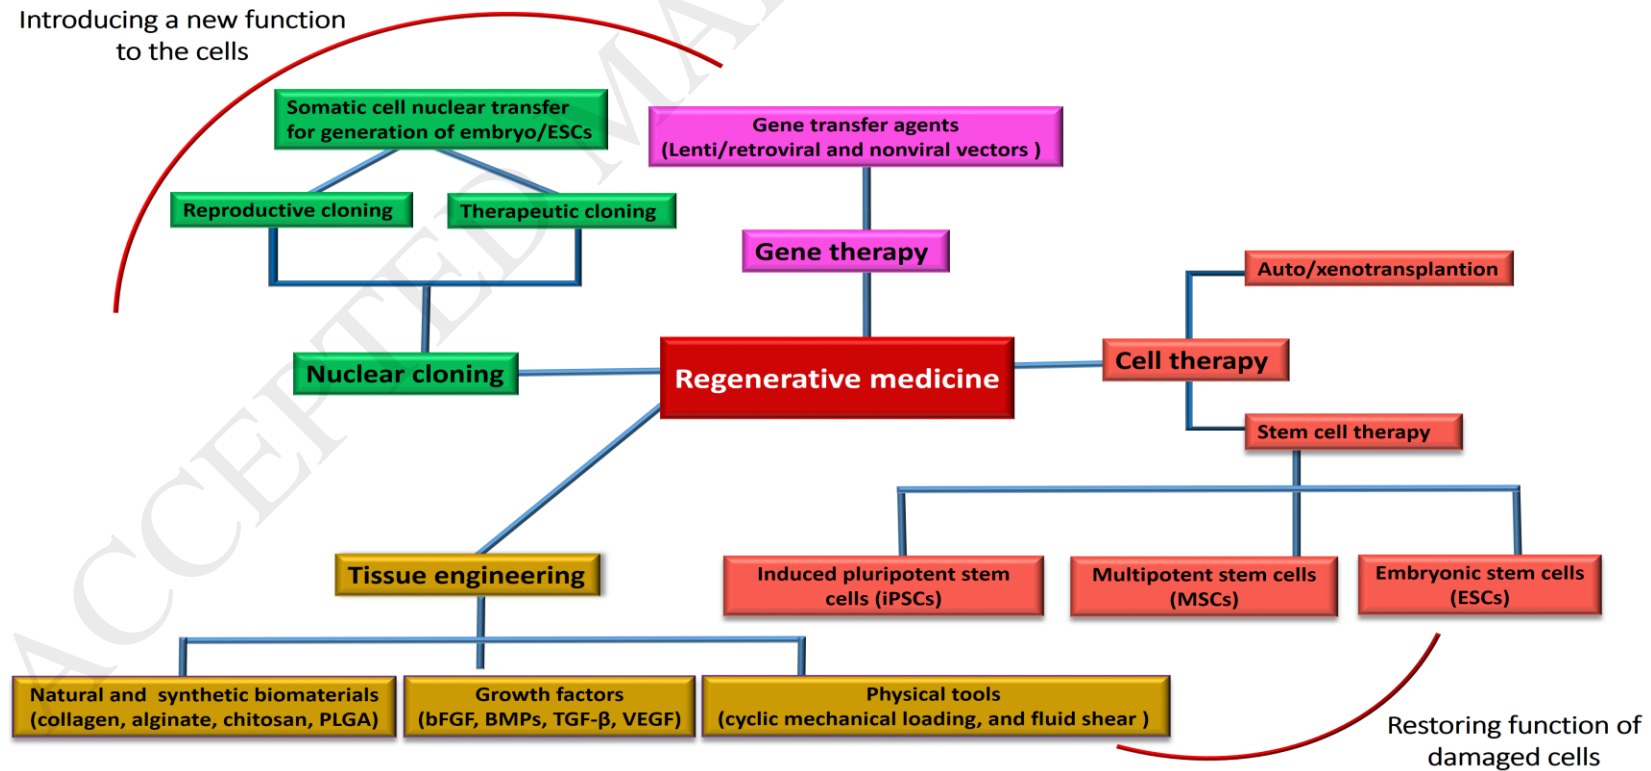 Introducing a new function
to the cells
Somatic cell nuclear transfer
for generation of embryo/ESCs
Gene transfer agents
(Lenti/retroviral and nonviral vectors )
Reproductive cloning
Therapeutic cloning
Gene therapy
Auto/xenotransplantion
Nuclear cloning
Regenerative medicine
Cell therapy
Stem cell therapy
Tissue engineering
Induced pluripotent stem
cells (iPSCs)
Multipotent stem cells
(MSCs)
Embryonic stem cells
(ESCs)
Natural and  synthetic biomaterials
(collagen, alginate, chitosan, PLGA)
Growth factors
(bFGF, BMPs, TGF-β, VEGF)
Physical tools
(cyclic mechanical loading, and fluid shear )
Restoring function of
damaged cells
ACCEPTED MA